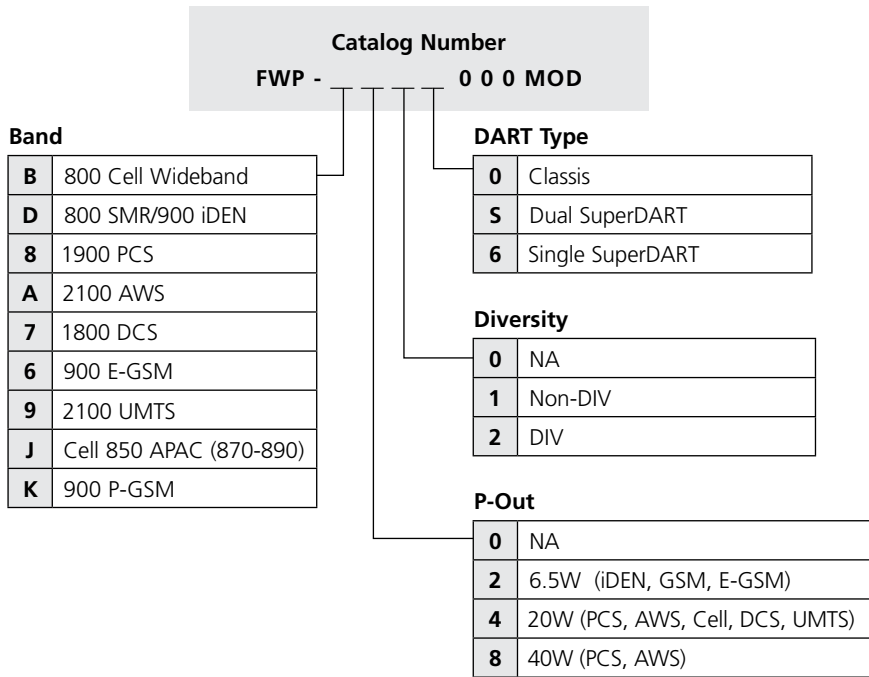 Catalog Number
FWP - _ _ _ _ 0 0 0 MOD
Band
B 800 Cell Wideband
D 800 SMR/900 iDEN
8 1900 PCS
A 2100 AWS
7 1800 DCS
6 900 E-GSM
9 2100 UMTS
J Cell 850 APAC (870-890)
K 900 P-GSM
DART Type
0 Classis
S Dual SuperDART
6 Single SuperDART
Diversity
0 NA
1 Non-DIV
2 DIV
P-Out
0 NA
2 6.5W (iDEN, GSM, E-GSM)
4 20W (PCS, AWS, Cell, DCS, UMTS)
8 40W (PCS, AWS)